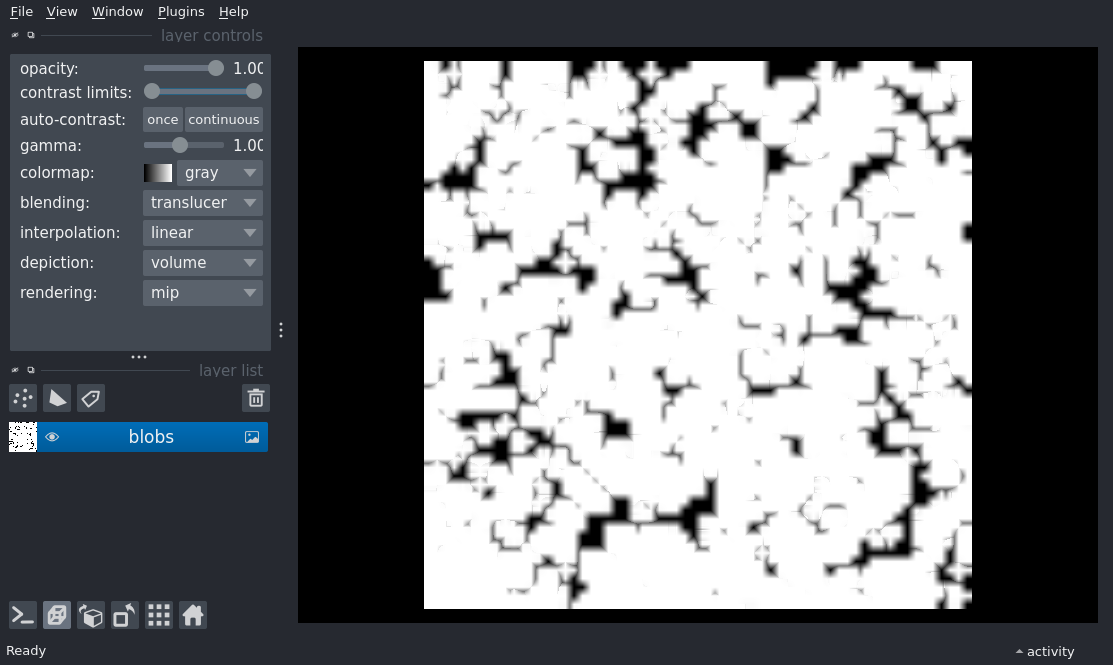 File View Window Plugins Help
layer controls
opacity: 1.00
contrast limits:
auto-contrast: once continuous
gamma: 1.00
colormap: gray
blending: translucer
interpolation: linear
depiction: volume
rendering: mip
layer list
blobs
Ready
activity